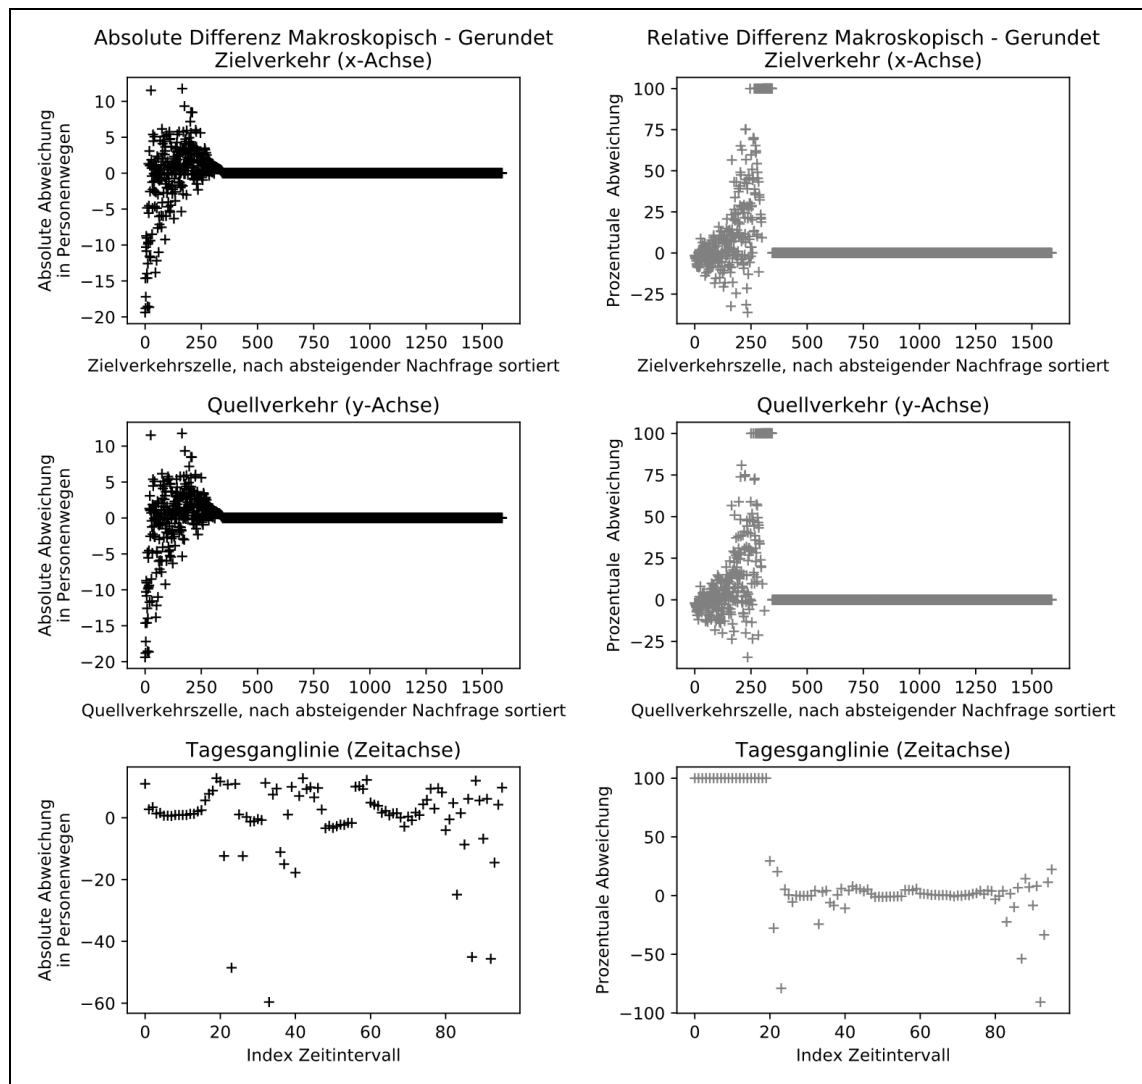 Absolute Differenz Makroskopisch - Gerundet
Zielverkehr (x-Achse)
Absolute Abweichung
in Personenwegen
10
5
0
−5
−10
−15
−20
0 250 500 750 1000 1250 1500
Zielverkehrszelle, nach absteigender Nachfrage sortiert
Relative Differenz Makroskopisch - Gerundet
Zielverkehr (x-Achse)
Prozentuale Abweichung
100
75
50
25
0
−25
0 250 500 750 1000 1250 1500
Zielverkehrszelle, nach absteigender Nachfrage sortiert
Quellverkehr (y-Achse)
Absolute Abweichung
in Personenwegen
10
5
0
−5
−10
−15
−20
0 250 500 750 1000 1250 1500
Quellverkehrszelle, nach absteigender Nachfrage sortiert
Quellverkehr (y-Achse)
Prozentuale Abweichung
100
75
50
25
0
−25
0 250 500 750 1000 1250 1500
Quellverkehrszelle, nach absteigender Nachfrage sortiert
Tagesganglinie (Zeitachse)
Absolute Abweichung
in Personenwegen
0
−20
−40
−60
0 20 40 60 80
Index Zeitintervall
Tagesganglinie (Zeitachse)
Prozentuale Abweichung
100
50
0
−50
−100
0 20 40 60 80
Index Zeitintervall